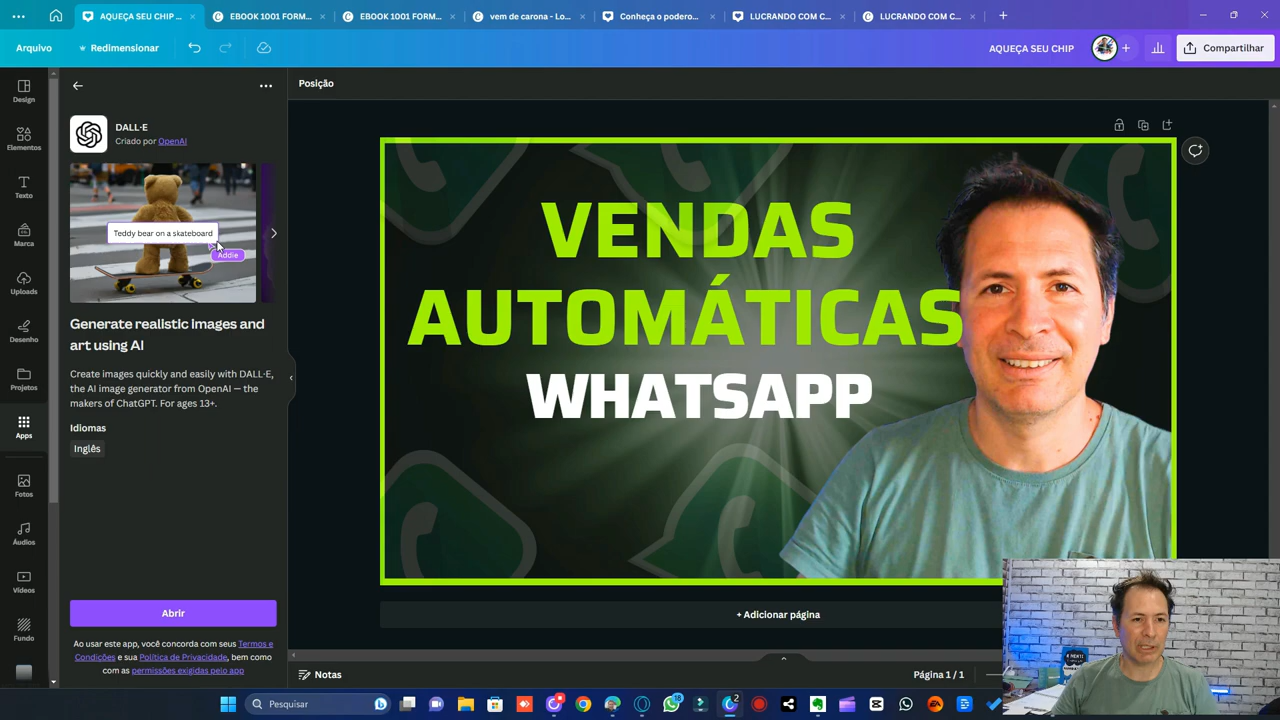 AQUEÇA SEU CHIP ...
EBOOK 1001 FORM...
EBOOK 1001 FORM...
vem de carona - Lo...
Conheça o podero...
LUCRANDO COM C...
LUCRANDO COM C...
Arquivo
Redimensionar
AQUEÇA SEU CHIP
Compartilhar
Design
Elementos
Texto
Marca
Uploads
Desenho
Projetos
Apps
Fotos
Áudios
Vídeos
Fundo
DALL·E
Criado por OpenAI
Teddy bear on a skateboard
Addie
Generate realistic images and
art using AI
Create images quickly and easily with DALL·E,
the AI image generator from OpenAI — the
makers of ChatGPT. For ages 13+.
Idiomas
Inglês
Abrir
Ao usar este app, você concorda com seus Termos e
Condições e sua Política de Privacidade, bem como
com as permissões exigidas pelo app
Posição
VENDAS
AUTOMÁTICAS
WHATSAPP
+ Adicionar página
Notas
Página 1 / 1
Pesquisar
18
2
EA